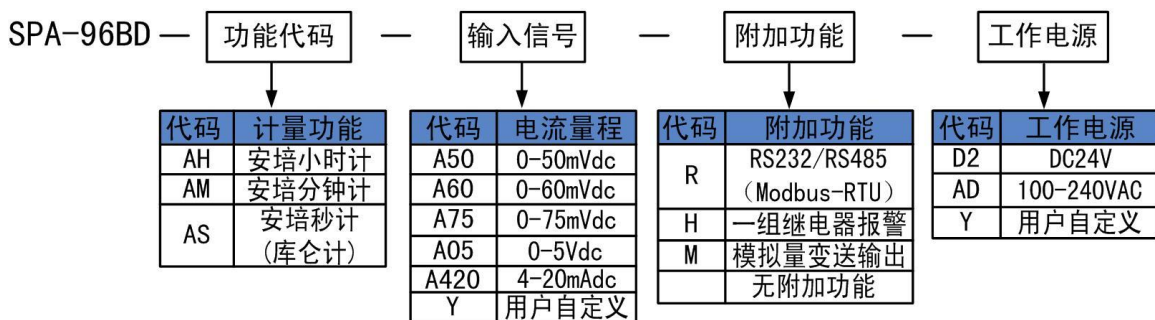 SPA-96BD — 功能代码 — 输入信号 — 附加功能 — 工作电源
代码 计量功能
AH 安培小时计
AM 安培分钟计
AS 安培秒计
(库仑计)
代码 电流量程
A50 0-50mVdc
A60 0-60mVdc
A75 0-75mVdc
A05 0-5Vdc
A420 4-20mAdc
Y 用户自定义
代码 附加功能
R RS232/RS485
(Modbus-RTU)
H 一组继电器报警
M 模拟量变送输出
无附加功能
代码 工作电源
D2 DC24V
AD 100-240VAC
Y 用户自定义